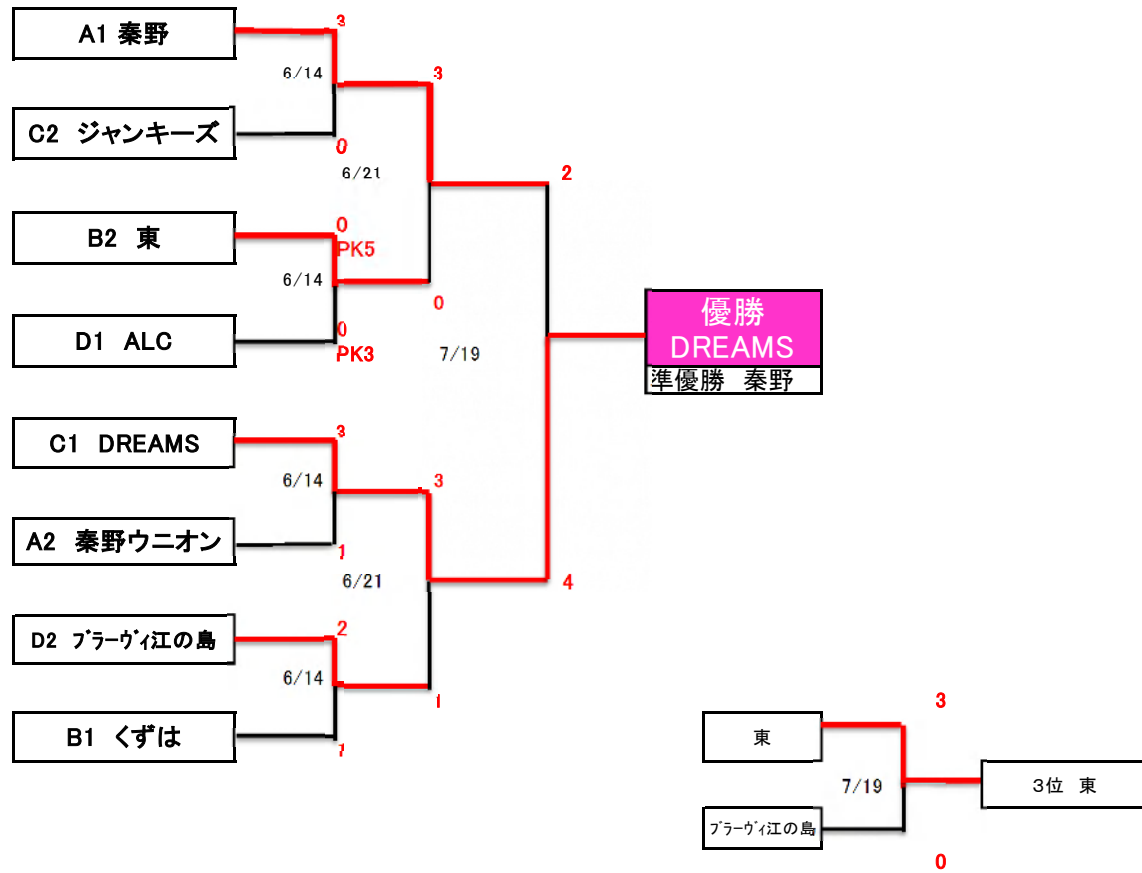 A1 秦野
3
6/14
3
C2 ジャンキーズ
0
6/21
2
B2 東
0
PK5
6/14
0
D1 ALC
0
PK3
7/19
優勝
DREAMS
準優勝 秦野
C1 DREAMS
3
6/14
3
A2 秦野ウニオン
1
6/21
4
D2 ブラーヴィ江の島
2
6/14
1
B1 くずは
1
3
東
7/19
3位 東
ブラーヴィ江の島
0